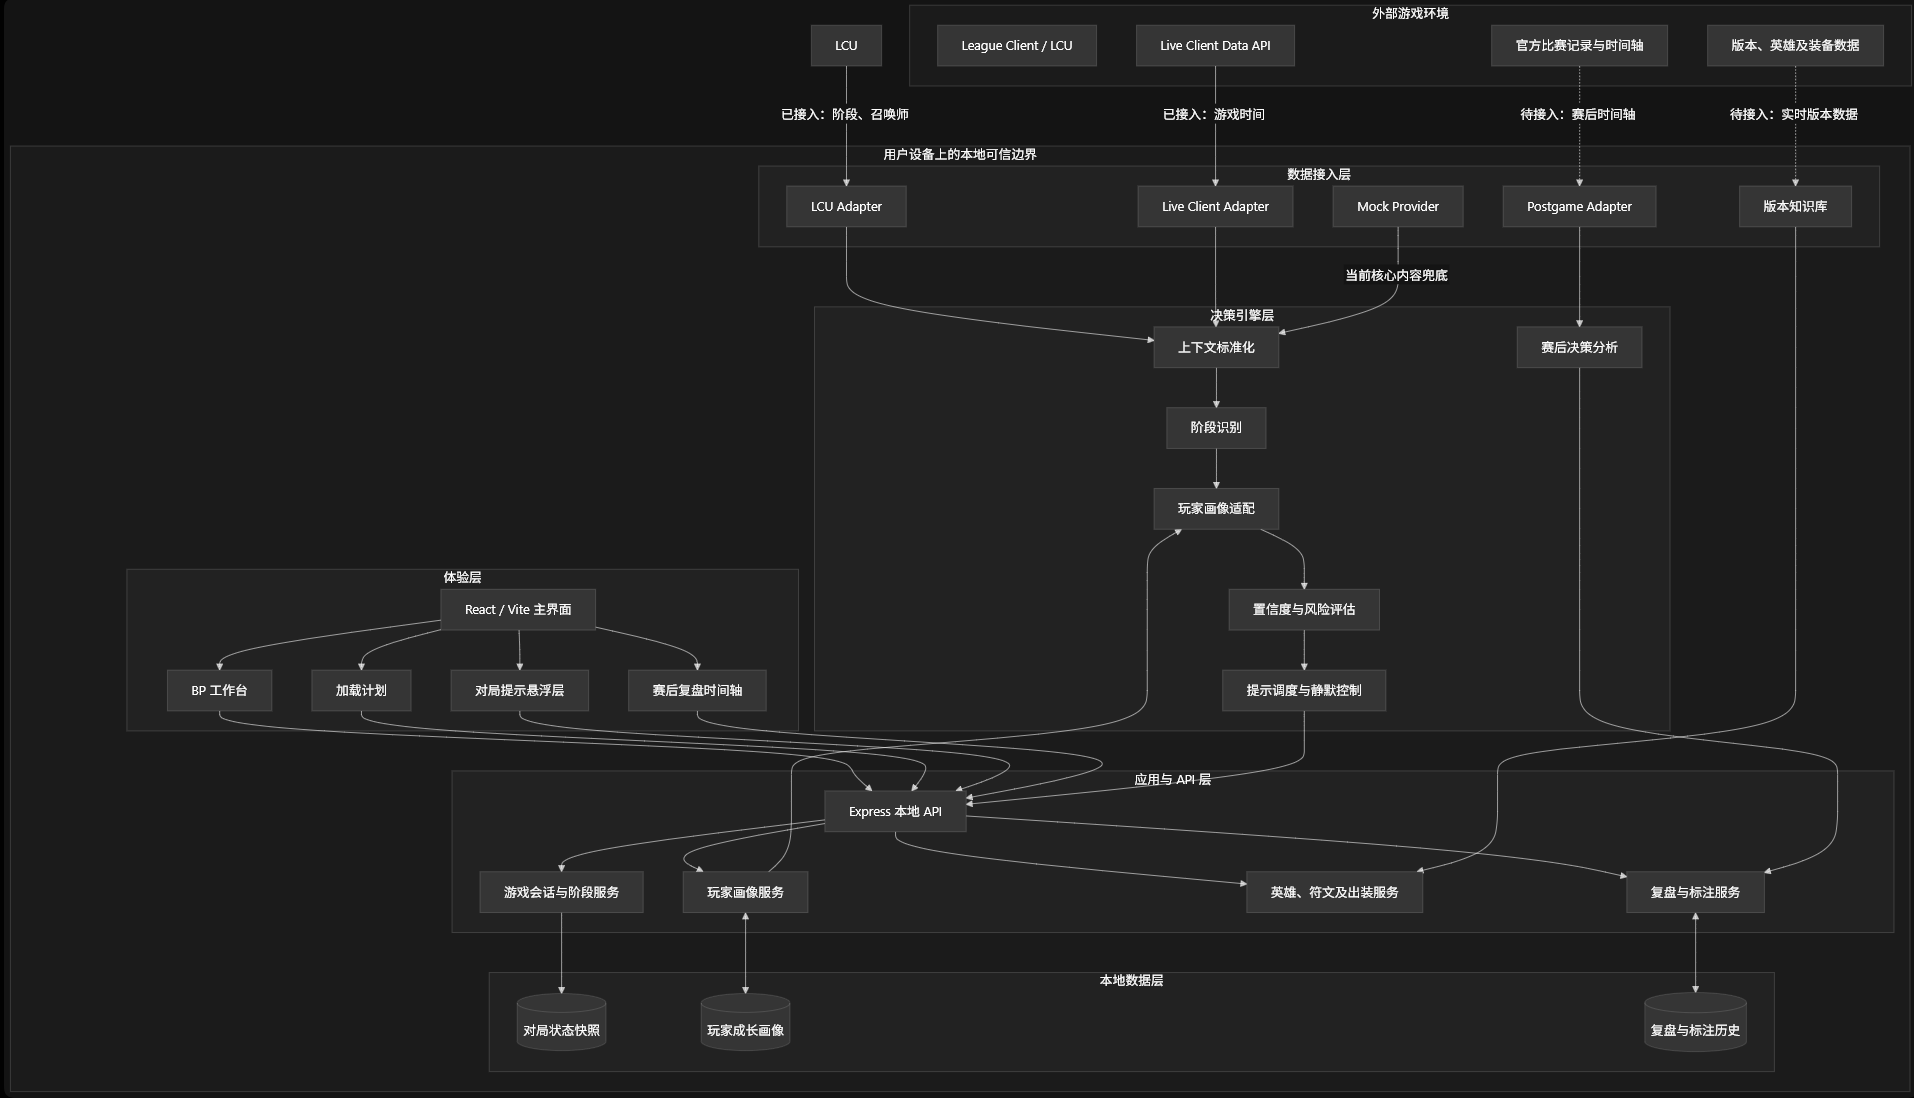 外部游戏环境
LCU
League Client / LCU
Live Client Data API
官方比赛记录与时间轴
版本、英雄及装备数据
已接入：阶段、召唤师
已接入：游戏时间
待接入：赛后时间轴
待接入：实时版本数据
用户设备上的本地可信边界
数据接入层
LCU Adapter
Live Client Adapter
Mock Provider
Postgame Adapter
版本知识库
当前核心内容兜底
决策引擎层
上下文标准化
赛后决策分析
阶段识别
玩家画像适配
体验层
React / Vite 主界面
置信度与风险评估
BP 工作台
加载计划
对局提示悬浮层
赛后复盘时间轴
提示调度与静默控制
应用与 API 层
Express 本地 API
游戏会话与阶段服务
玩家画像服务
英雄、符文及出装服务
复盘与标注服务
本地数据层
对局状态快照
玩家成长画像
复盘与标注历史